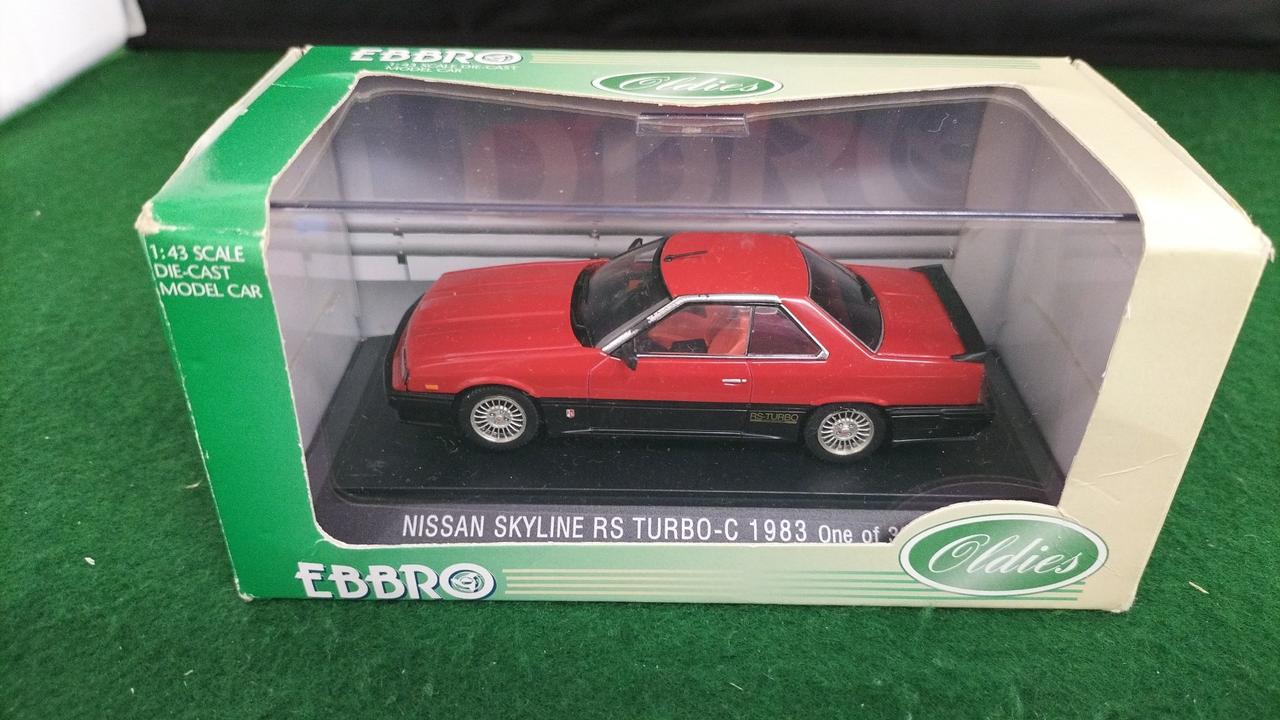 EBBRO
1:43 SCALE DIE-CAST
MODEL CAR
Oldies
EBBRO
1:43 SCALE
DIE-CAST
MODEL CAR
RS-TURBO
NISSAN SKYLINE RS TURBO-C 1983 One of
Oldies
EBBRO